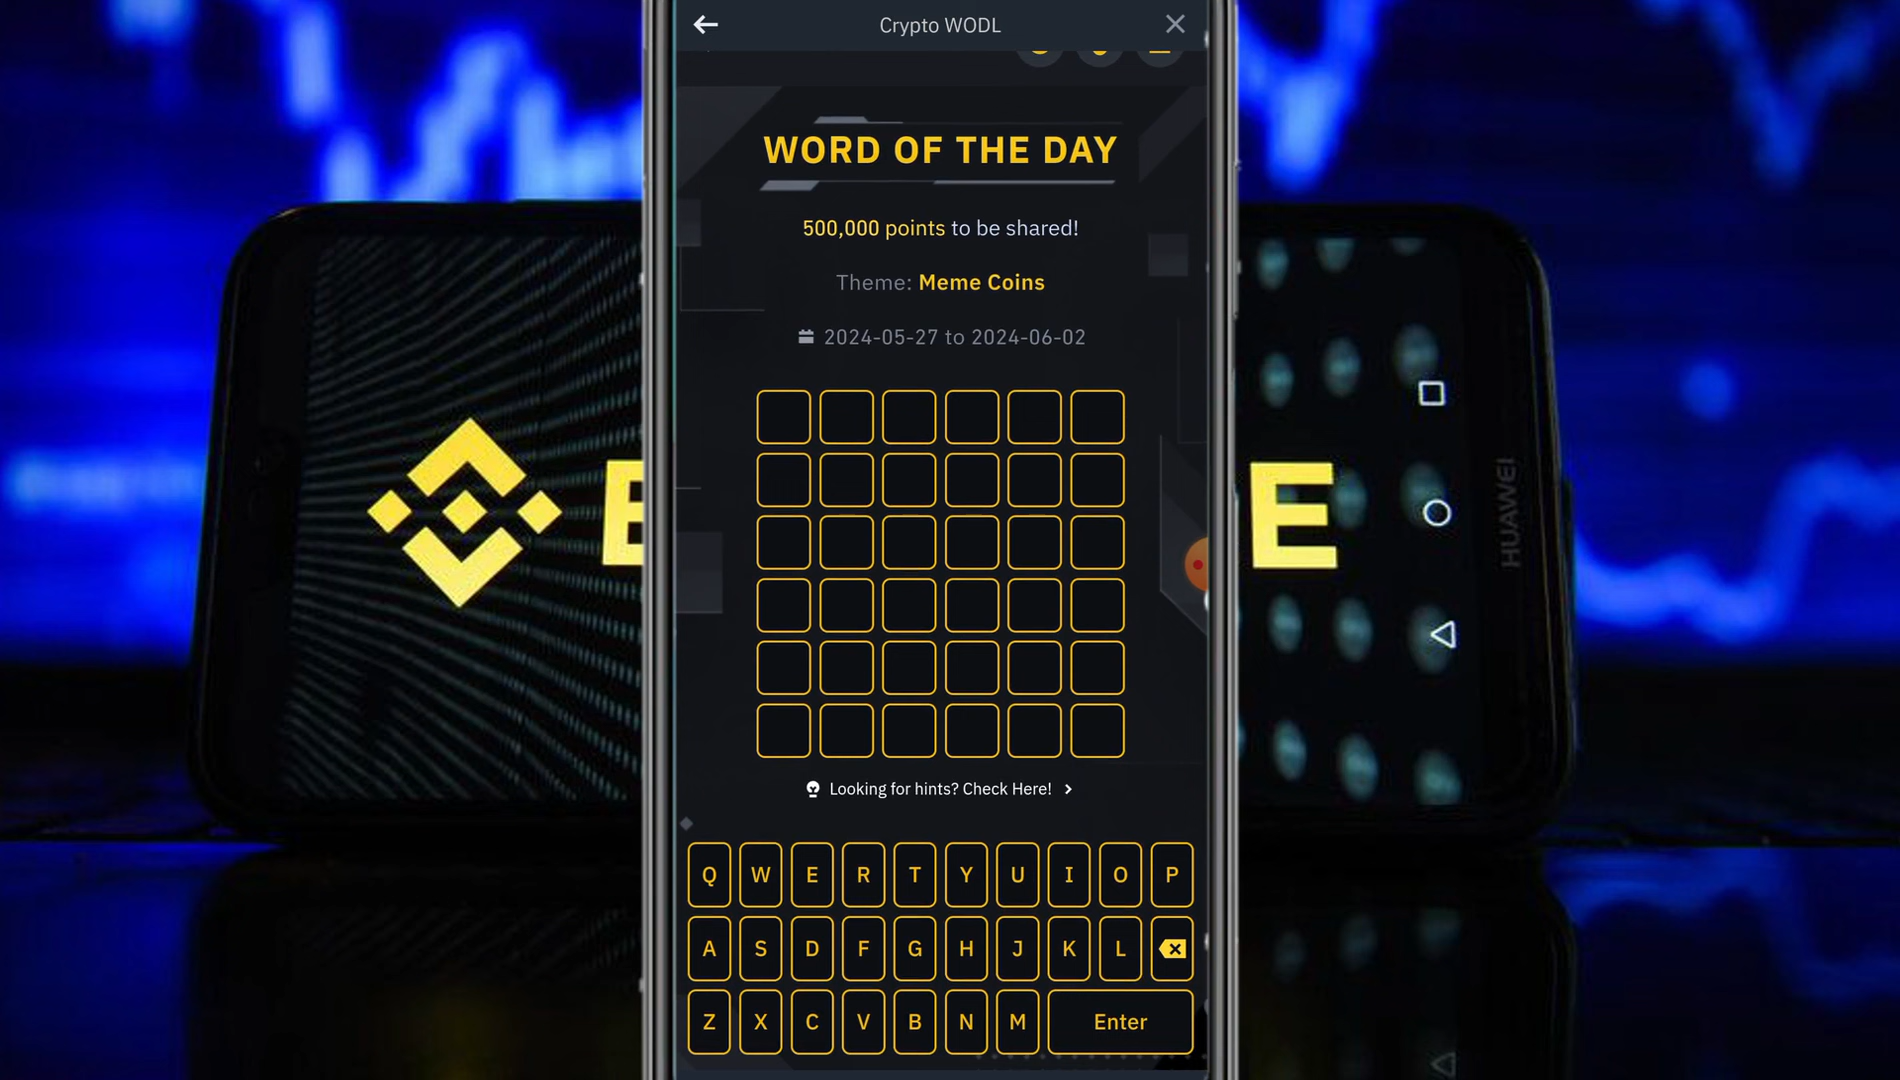 Crypto WODL
WORD OF THE DAY
500,000 points to be shared!
Theme: Meme Coins
2024-05-27 to 2024-06-02
E
HUAWEI
Looking for hints? Check Here!
Q W E R T Y U I O P
A S D F G H J K L
Z X C V B N M Enter